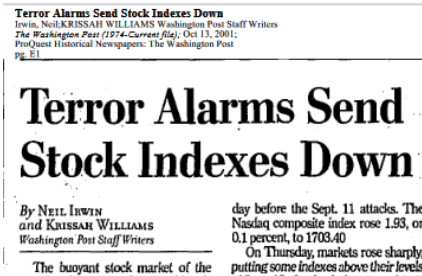 Terror Alarms Send Stock Indexes Down
Irwin, Neil;KRISSAH WILLIAMS Washington Post Staff Writers
The Washington Post (1974-Current file); Oct 13, 2001;
ProQuest Historical Newspapers: The Washington Post
pg. E1
Terror Alarms Send
Stock Indexes Down
By NEIL IRWIN
and KRISSAH WILLIAMS
Washington Post Staff Writers
The buoyant stock market of the
day before the Sept. 11 attacks. The
Nasdaq composite index rose 1.93, or
0.1 percent, to 1703.40
On Thursday, markets rose sharply,
putting some indexes above their levels